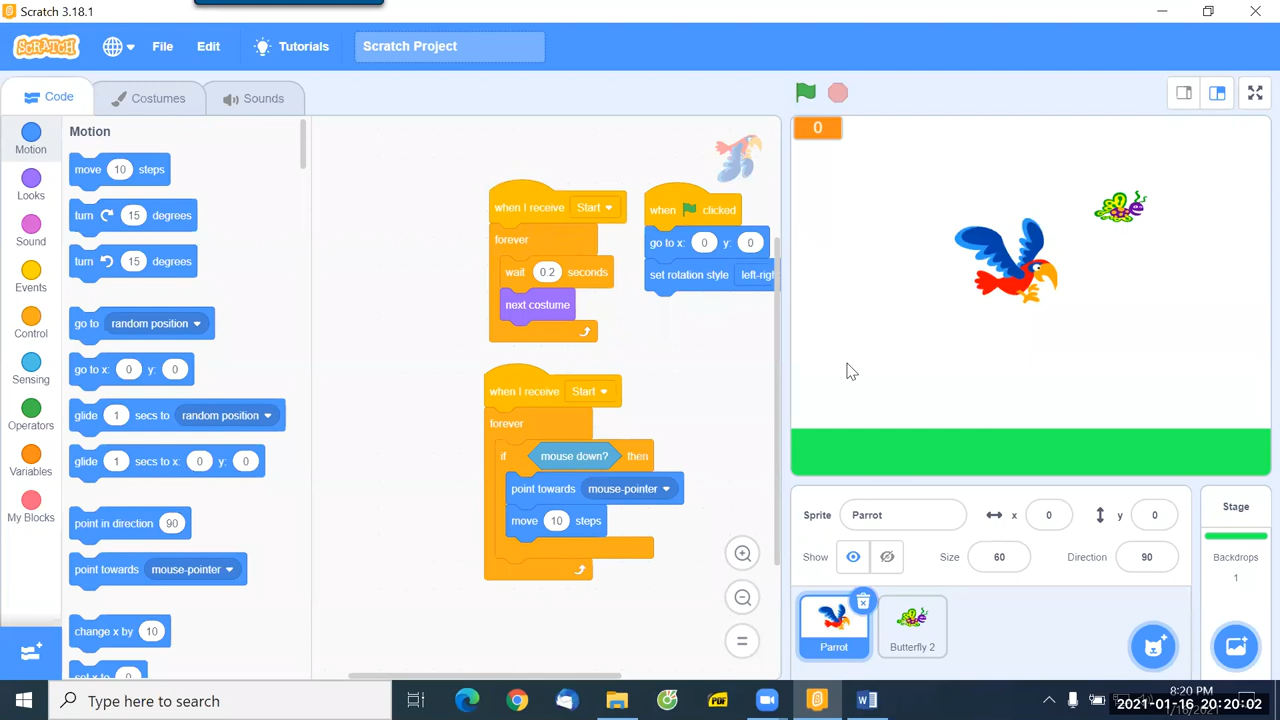 Scratch 3.18.1
SCRATCH File Edit Tutorials Scratch Project
Code Costumes Sounds
Motion
Looks
Sound
Events
Control
Sensing
Operators
Variables
My Blocks
Motion
move 10 steps
turn 15 degrees
turn 15 degrees
go to random position
go to x: 0 y: 0
glide 1 secs to random position
glide 1 secs to x: 0 y: 0
point in direction 90
point towards mouse-pointer
change x by 10
set x to 0
when I receive Start
forever
wait 0.2 seconds
next costume
when clicked
go to x: 0 y: 0
set rotation style left-rig
when I receive Start
forever
if mouse down? then
point towards mouse-pointer
move 10 steps
0
Sprite Parrot x 0 y 0
Show Size 60 Direction 90
Parrot
Butterfly 2
Stage
Backdrops
1
Type here to search
PDF
8:20 PM
2021-01-16 20:20:02